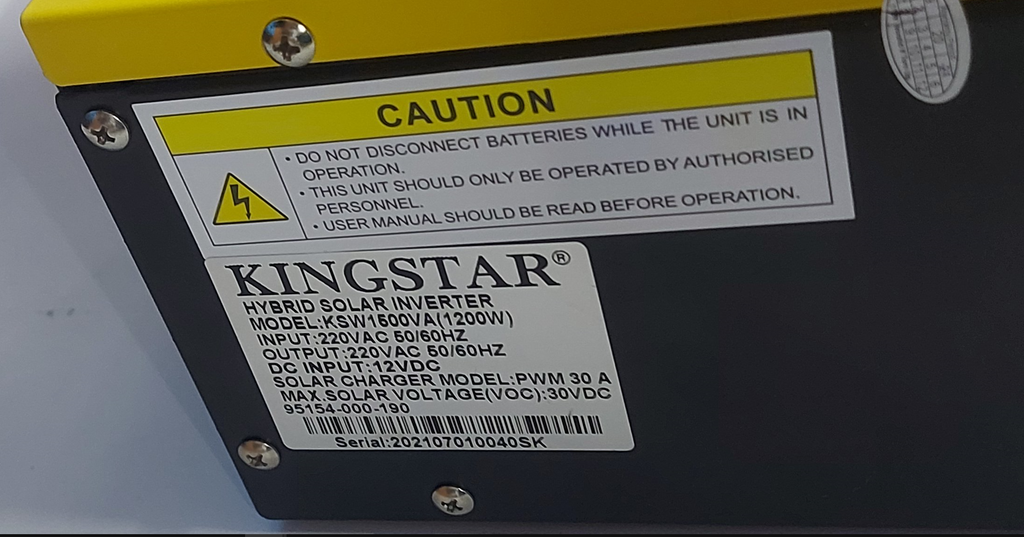 CAUTION
• DO NOT DISCONNECT BATTERIES WHILE THE UNIT IS IN
OPERATION.
• THIS UNIT SHOULD ONLY BE OPERATED BY AUTHORISED
PERSONNEL.
• USER MANUAL SHOULD BE READ BEFORE OPERATION.
KINGSTAR®
HYBRID SOLAR INVERTER
MODEL:KSW1500VA(1200W)
INPUT:220VAC 50/60HZ
OUTPUT:220VAC 50/60HZ
DC INPUT:12VDC
SOLAR CHARGER MODEL:PWM 30 A
MAX.SOLAR VOLTAGE(VOC):30VDC
95154-000-190
Serial:202107010040SK